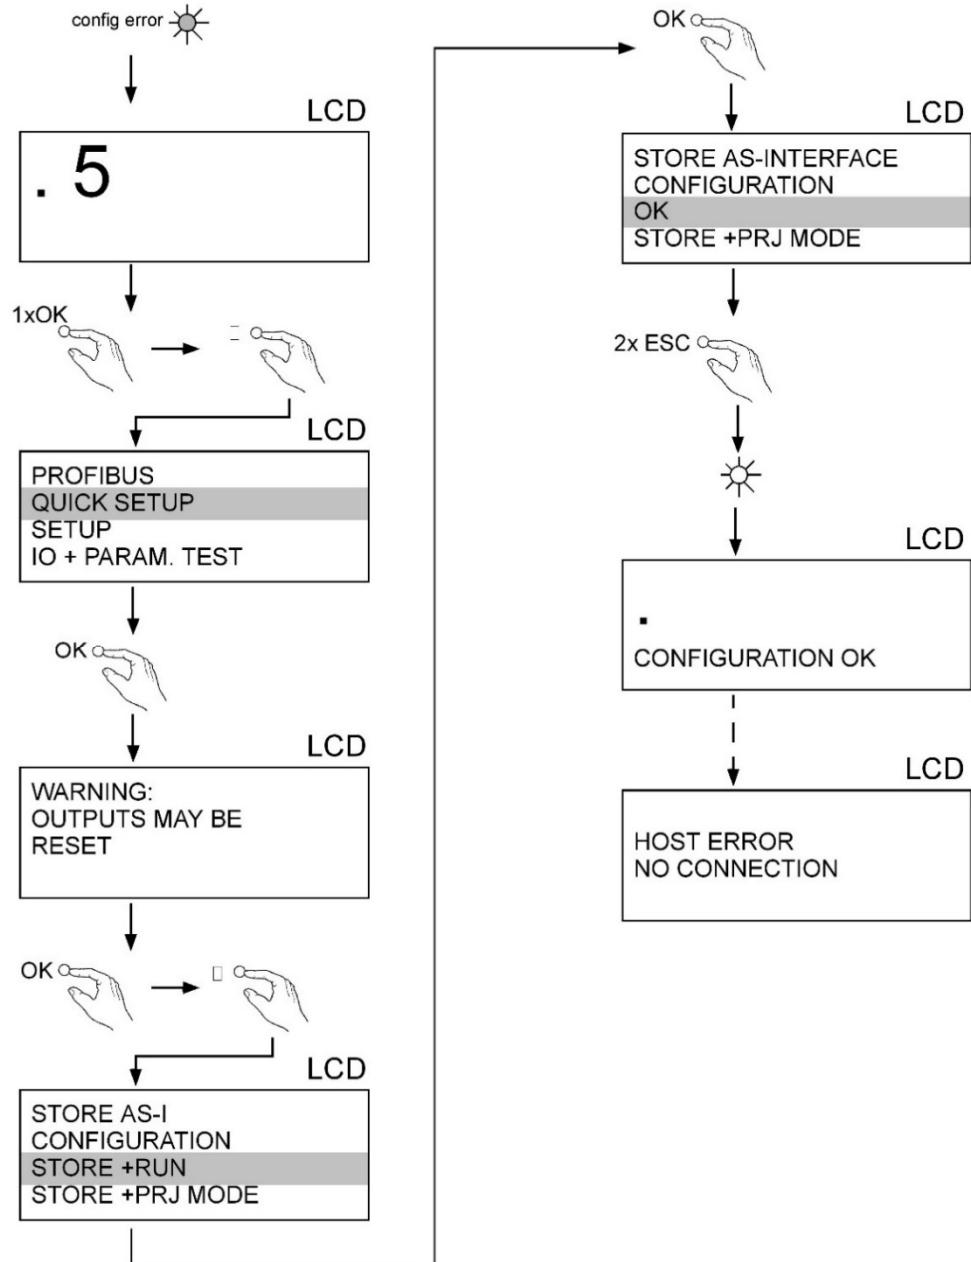 config error
LCD
. 5
1xOK
LCD
PROFIBUS
QUICK SETUP
SETUP
IO + PARAM. TEST
OK
LCD
WARNING:
OUTPUTS MAY BE
RESET
OK
LCD
STORE AS-I
CONFIGURATION
STORE +RUN
STORE +PRJ MODE
OK
LCD
STORE AS-INTERFACE
CONFIGURATION
OK
STORE +PRJ MODE
2x ESC
LCD
.
CONFIGURATION OK
LCD
HOST ERROR
NO CONNECTION